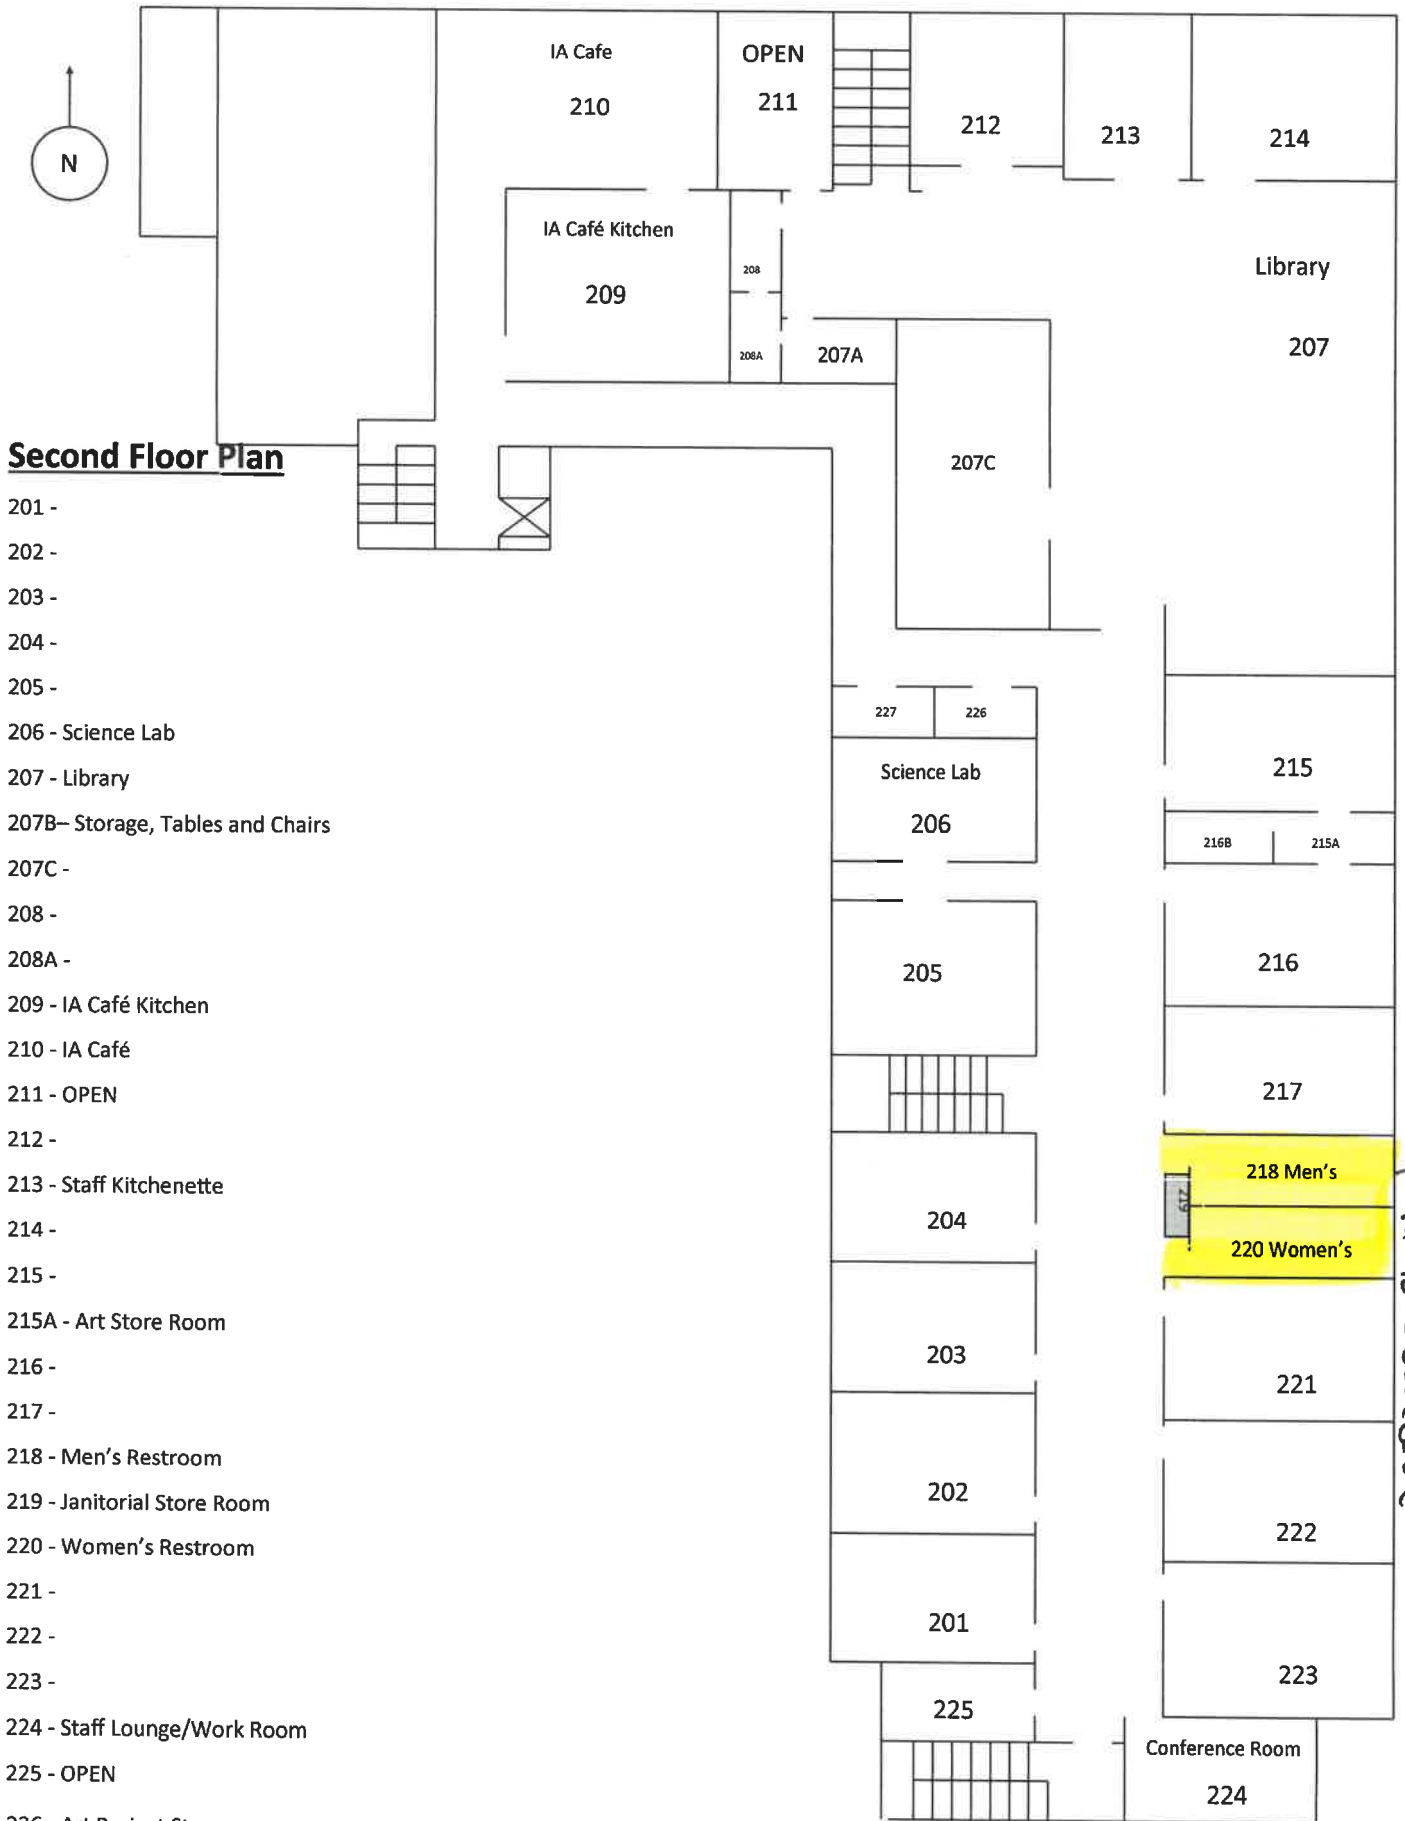 N
IA Cafe
210
OPEN
211
212
213
214
IA Café Kitchen
209
208
208A
207A
Library
207
207C
Second Floor Plan
201 -
202 -
203 -
204 -
205 -
206 - Science Lab
207 - Library
207B– Storage, Tables and Chairs
207C -
208 -
208A -
209 - IA Café Kitchen
210 - IA Café
211 - OPEN
212 -
213 - Staff Kitchenette
214 -
215 -
215A - Art Store Room
216 -
217 -
218 - Men's Restroom
219 - Janitorial Store Room
220 - Women's Restroom
221 -
222 -
223 -
224 - Staff Lounge/Work Room
225 - OPEN
227
226
Science Lab
206
215
216B
215A
205
216
217
218 Men's
219
220 Women's
204
203
221
202
222
201
223
225
Conference Room
224